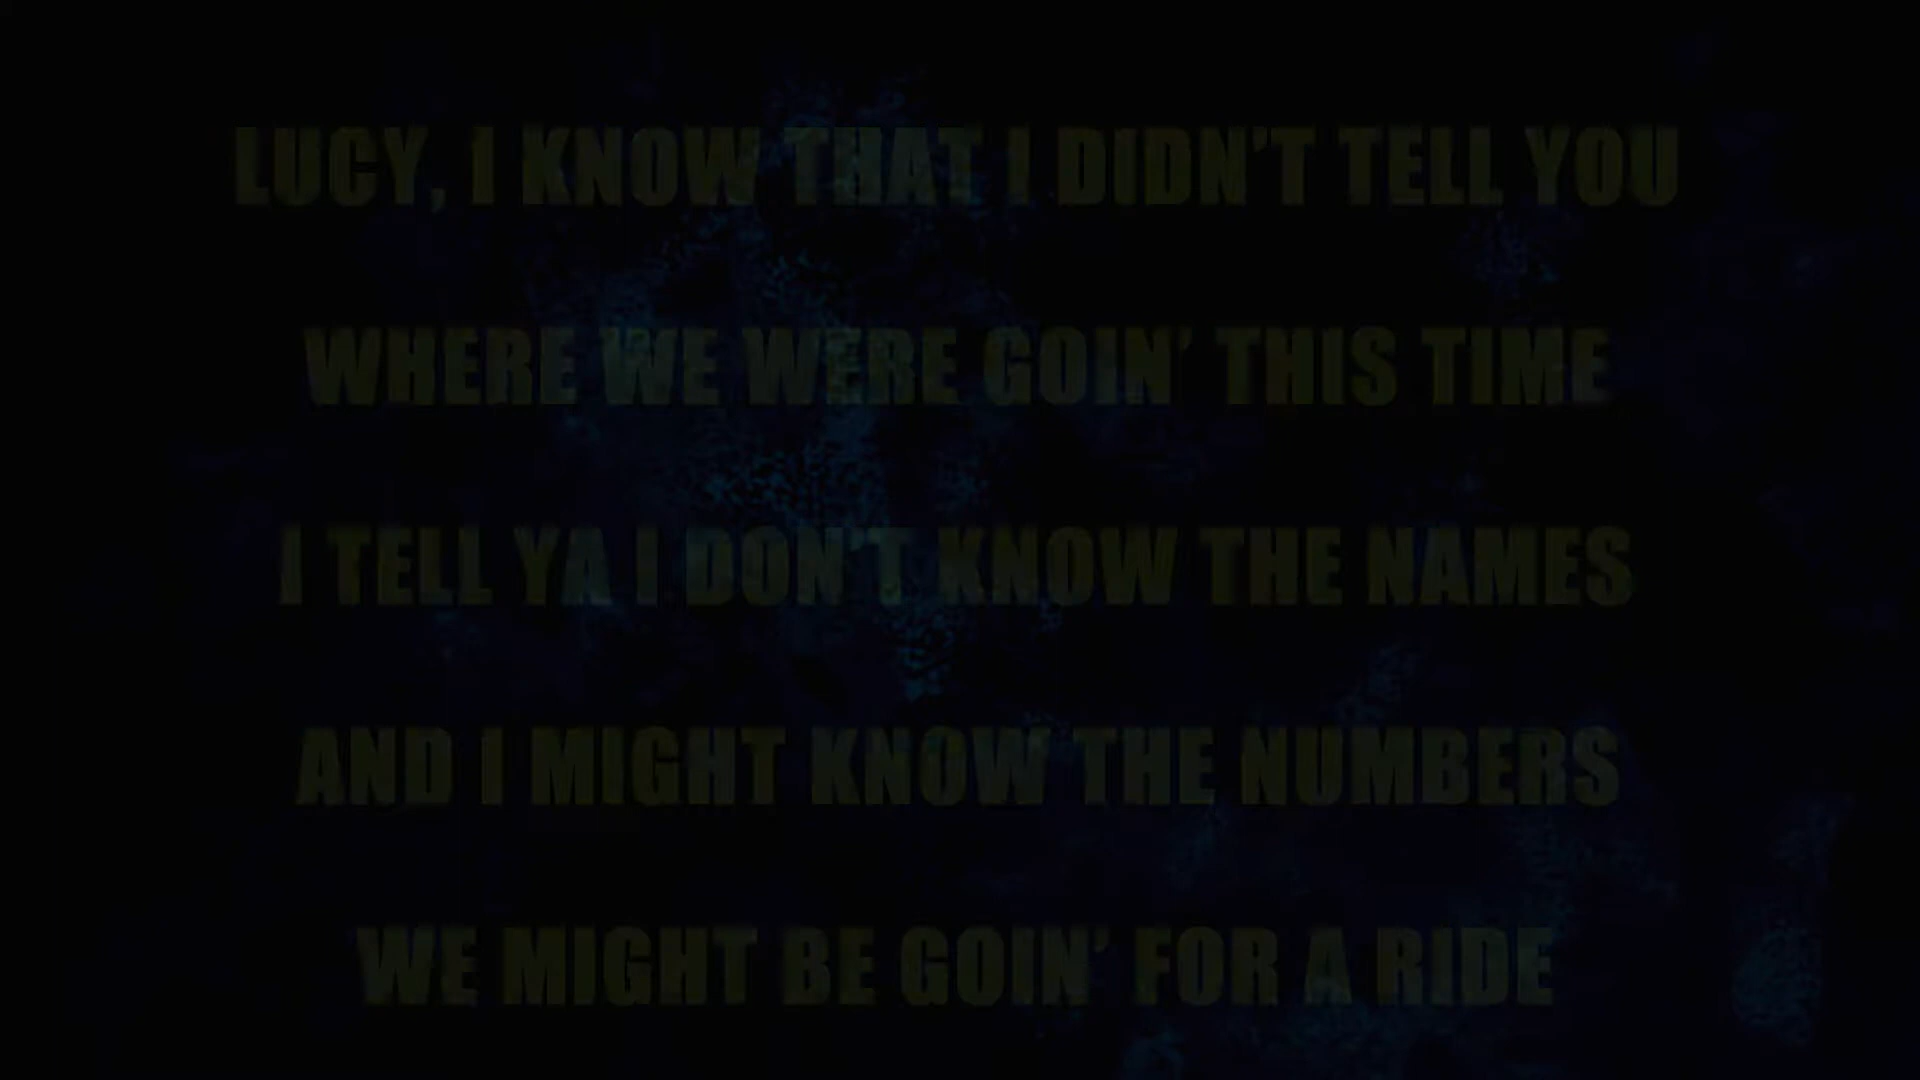 LUCY, I KNOW THAT I DIDN'T TELL YOU
WHERE WE WERE GOIN' THIS TIME
I TELL YA I DON'T KNOW THE NAMES
AND I MIGHT KNOW THE NUMBERS
WE MIGHT BE GOIN' FOR A RIDE